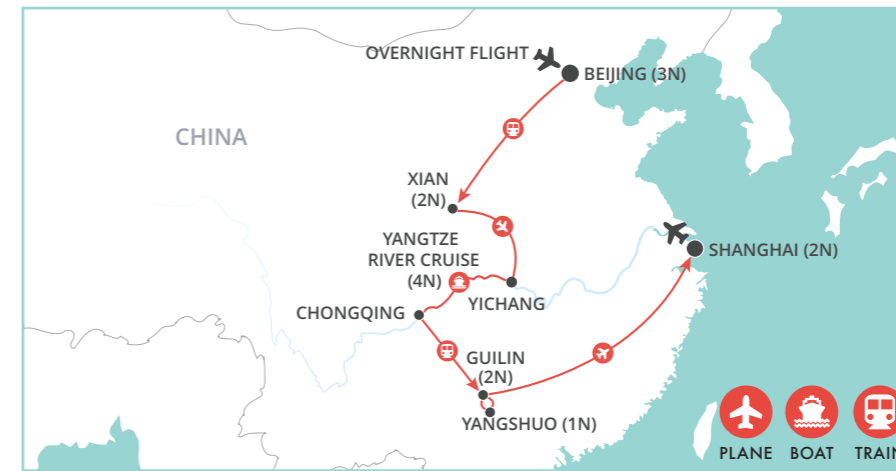 OVERNIGHT FLIGHT
BEIJING (3N)
CHINA
XIAN
(2N)
YANGTZE
RIVER CRUISE
(4N)
SHANGHAI (2N)
YICHANG
CHONGQING
GUILIN
(2N)
YANGSHUO (1N)
PLANE BOAT TRAIN